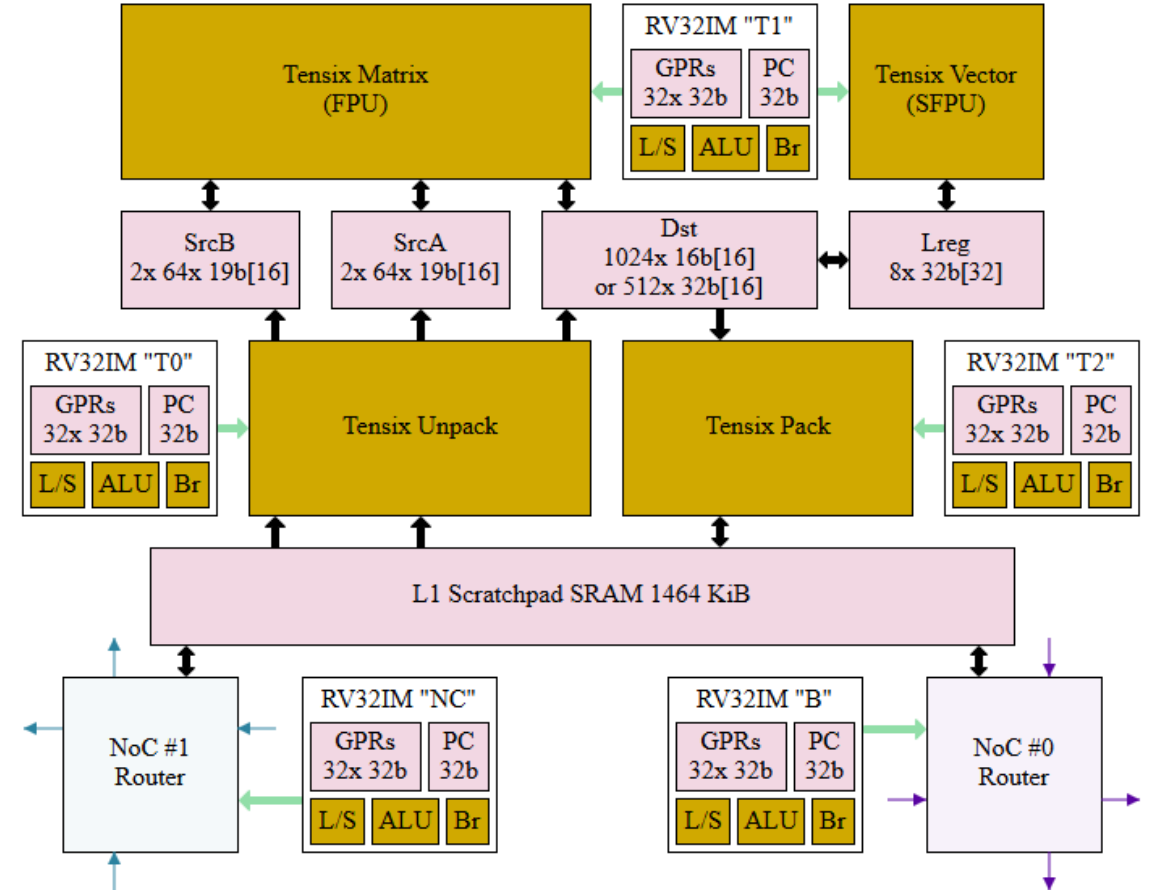 Tensix Matrix
(FPU)
RV32IM "T1"
GPRs
32x 32b
PC
32b
L/S
ALU
Br
Tensix Vector
(SFPU)
SrcB
2x 64x 19b[16]
SrcA
2x 64x 19b[16]
Dst
1024x 16b[16]
or 512x 32b[16]
Lreg
8x 32b[32]
RV32IM "T0"
GPRs
32x 32b
PC
32b
L/S
ALU
Br
Tensix Unpack
Tensix Pack
RV32IM "T2"
GPRs
32x 32b
PC
32b
L/S
ALU
Br
L1 Scratchpad SRAM 1464 KiB
NoC #1
Router
RV32IM "NC"
GPRs
32x 32b
PC
32b
L/S
ALU
Br
RV32IM "B"
GPRs
32x 32b
PC
32b
L/S
ALU
Br
NoC #0
Router